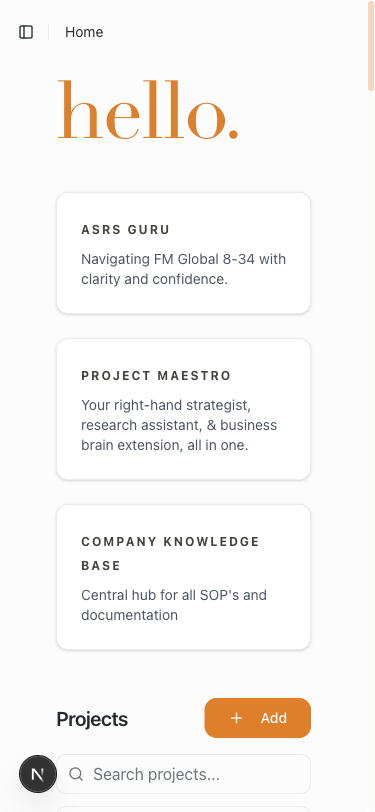 Home
hello.
ASRS GURU
Navigating FM Global 8-34 with
clarity and confidence.
PROJECT MAESTRO
Your right-hand strategist,
research assistant, & business
brain extension, all in one.
COMPANY KNOWLEDGE
BASE
Central hub for all SOP's and
documentation
Projects
+ Add
N
Search projects...